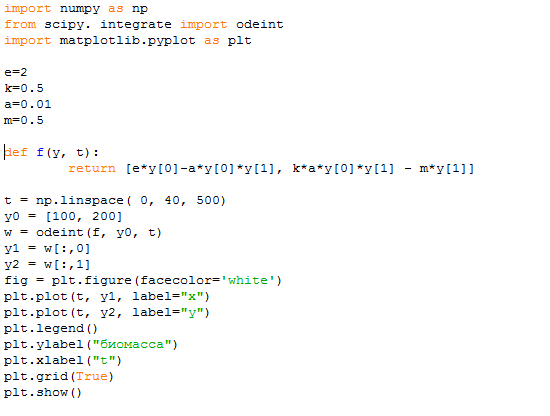 import numpy as np
from scipy. integrate import odeint
import matplotlib.pyplot as plt

e=2
k=0.5
a=0.01
m=0.5

def f(y, t):
        return [e*y[0]-a*y[0]*y[1], k*a*y[0]*y[1] - m*y[1]]

t = np.linspace( 0, 40, 500)
y0 = [100, 200]
w = odeint(f, y0, t)
y1 = w[:,0]
y2 = w[:,1]
fig = plt.figure(facecolor='white')
plt.plot(t, y1, label="x")
plt.plot(t, y2, label="y")
plt.legend()
plt.ylabel("биомасса")
plt.xlabel("t")
plt.grid(True)
plt.show()